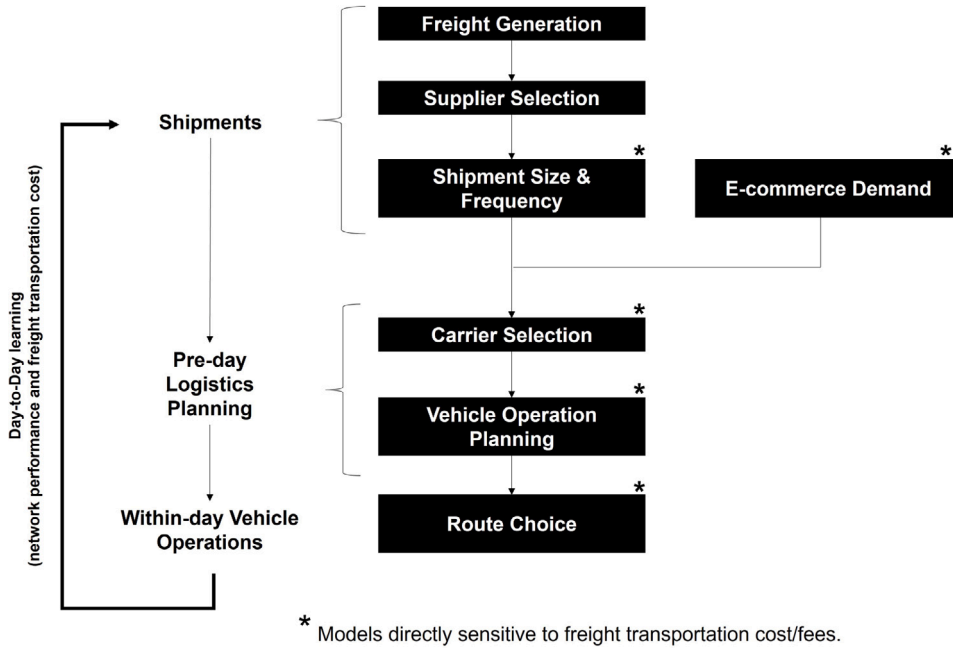 Freight Generation
Supplier Selection
Shipments
*
Shipment Size &
Frequency
*
E-commerce Demand
Day-to-Day learning
(network performance and freight transportation cost)
*
Carrier Selection
Pre-day
Logistics
Planning
*
Vehicle Operation
Planning
*
Within-day Vehicle
Operations
Route Choice
* Models directly sensitive to freight transportation cost/fees.